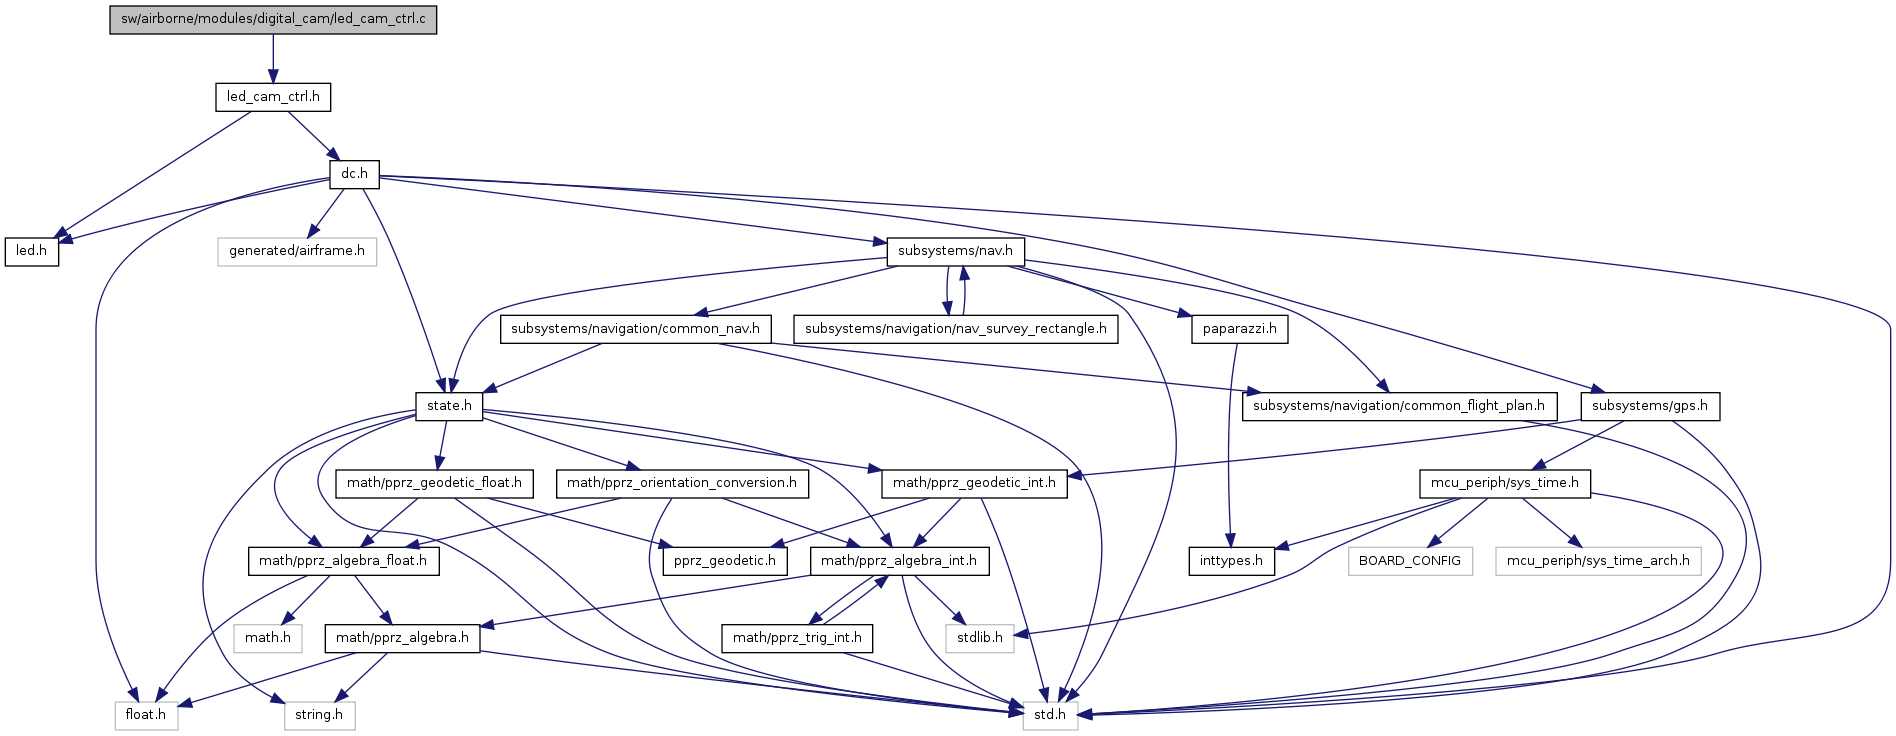 sw/airborne/modules/digital_cam/led_cam_ctrl.c
led_cam_ctrl.h
dc.h
led.h
generated/airframe.h
subsystems/nav.h
subsystems/navigation/common_nav.h
subsystems/navigation/nav_survey_rectangle.h
paparazzi.h
state.h
subsystems/navigation/common_flight_plan.h
subsystems/gps.h
math/pprz_geodetic_float.h
math/pprz_orientation_conversion.h
math/pprz_geodetic_int.h
mcu_periph/sys_time.h
math/pprz_algebra_float.h
pprz_geodetic.h
math/pprz_algebra_int.h
inttypes.h
BOARD_CONFIG
mcu_periph/sys_time_arch.h
math.h
math/pprz_algebra.h
math/pprz_trig_int.h
stdlib.h
float.h
string.h
std.h